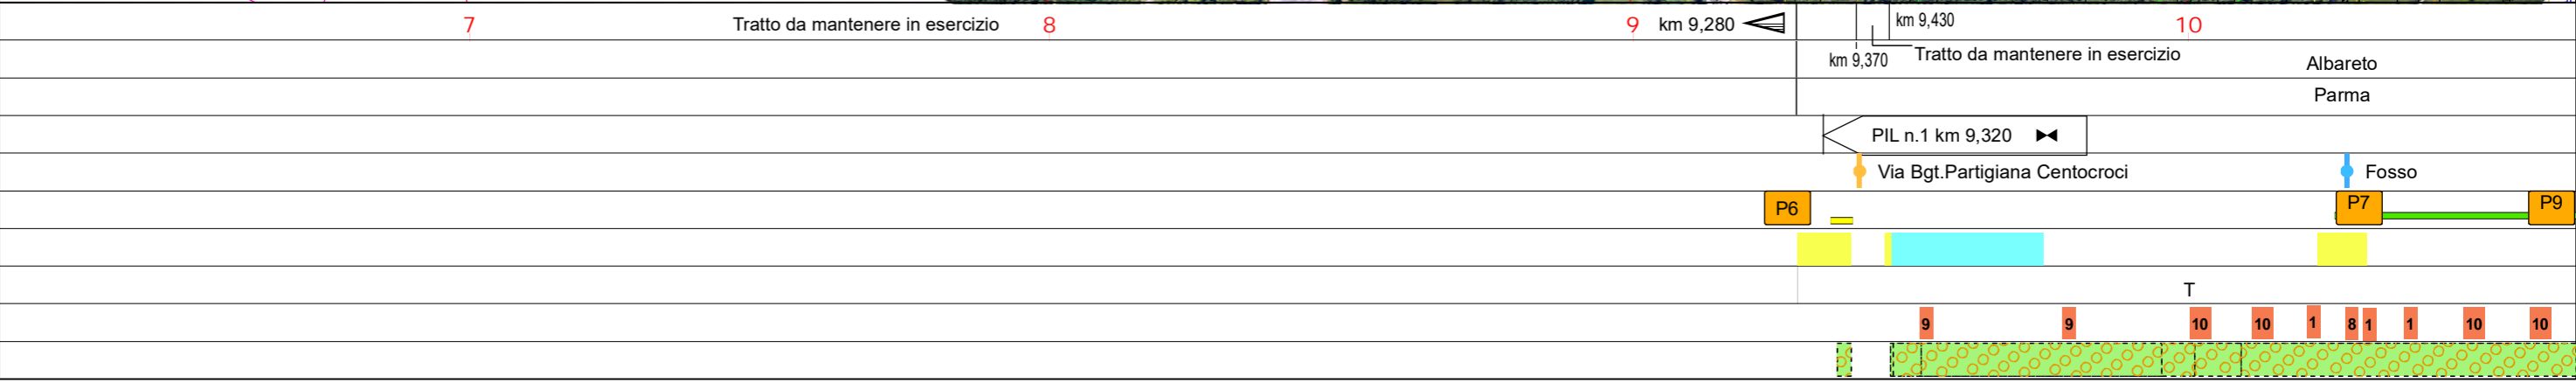 7 Tratto da mantenere in esercizio 8 9 km 9,280 km 9,430 10
km 9,370 Tratto da mantenere in esercizio Albareto
Parma
PIL n.1 km 9,320
Via Bgt.Partigiana Centocroci Fosso
P6 P7 P9
T
9 9 10 10 1 8 1 1 10 10